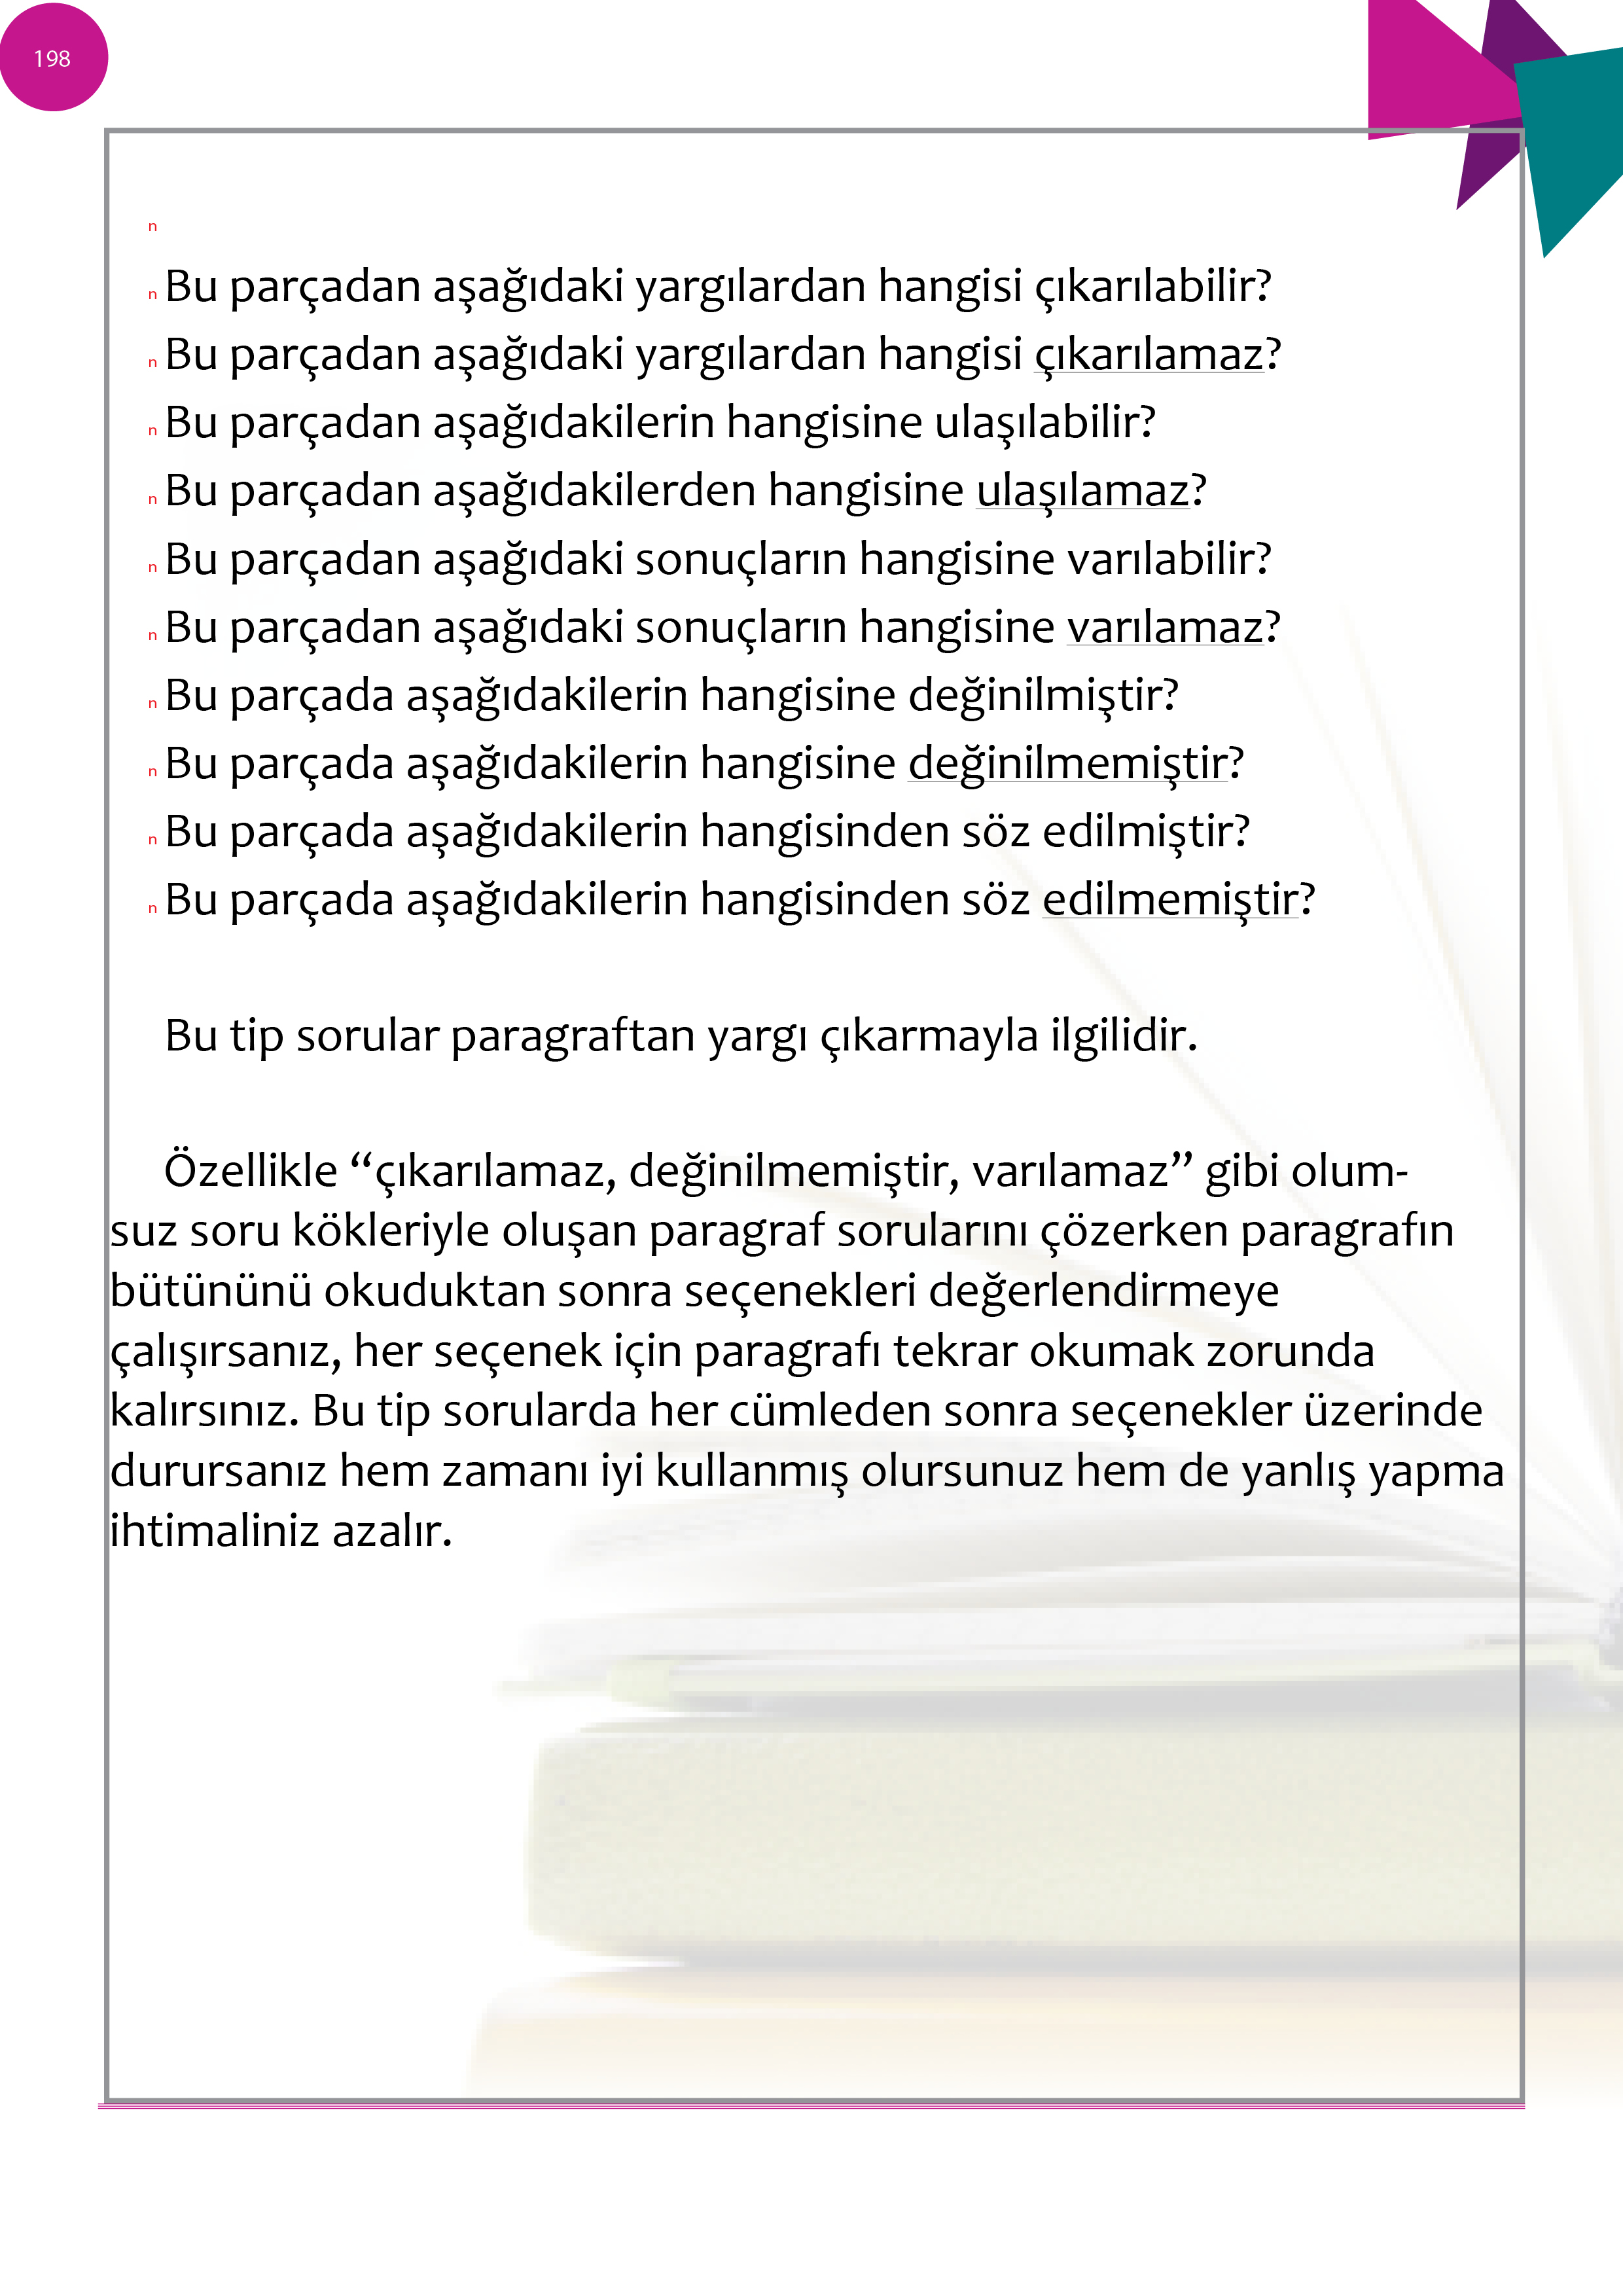 198
n
n Bu parçadan aşağıdaki yargılardan hangisi çıkarılabilir?
n Bu parçadan aşağıdaki yargılardan hangisi çıkarılamaz?
n Bu parçadan aşağıdakilerin hangisine ulaşılabilir?
n Bu parçadan aşağıdakilerden hangisine ulaşılamaz?
n Bu parçadan aşağıdaki sonuçların hangisine varılabilir?
n Bu parçadan aşağıdaki sonuçların hangisine varılamaz?
n Bu parçada aşağıdakilerin hangisine değinilmiştir?
n Bu parçada aşağıdakilerin hangisine değinilmemiştir?
n Bu parçada aşağıdakilerin hangisinden söz edilmiştir?
n Bu parçada aşağıdakilerin hangisinden söz edilmemiştir?
Bu tip sorular paragraftan yargı çıkarmayla ilgilidir.
Özellikle “çıkarılamaz, değinilmemiştir, varılamaz” gibi olum-
suz soru kökleriyle oluşan paragraf sorularını çözerken paragrafın
bütününü okuduktan sonra seçenekleri değerlendirmeye
çalışırsanız, her seçenek için paragrafı tekrar okumak zorunda
kalırsınız. Bu tip sorularda her cümleden sonra seçenekler üzerinde
durursanız hem zamanı iyi kullanmış olursunuz hem de yanlış yapma
ihtimaliniz azalır.